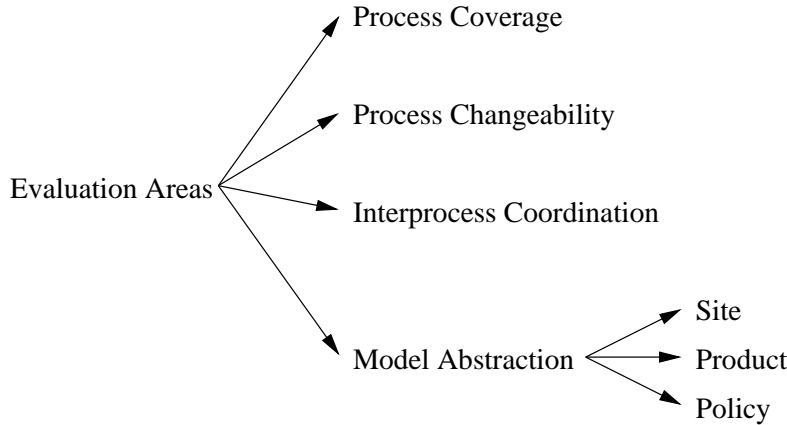 Process Coverage
Process Changeability
Evaluation Areas
Interprocess Coordination
Site
Model Abstraction
Product
Policy